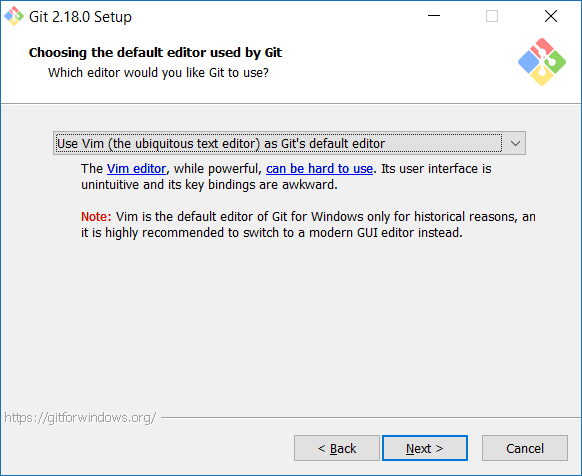 Git 2.18.0 Setup
Choosing the default editor used by Git
Which editor would you like Git to use?
Use Vim (the ubiquitous text editor) as Git's default editor
The Vim editor, while powerful, can be hard to use. Its user interface is
unintuitive and its key bindings are awkward.
Note: Vim is the default editor of Git for Windows only for historical reasons, an
it is highly recommended to switch to a modern GUI editor instead.
https://gitforwindows.org/
< Back
Next >
Cancel